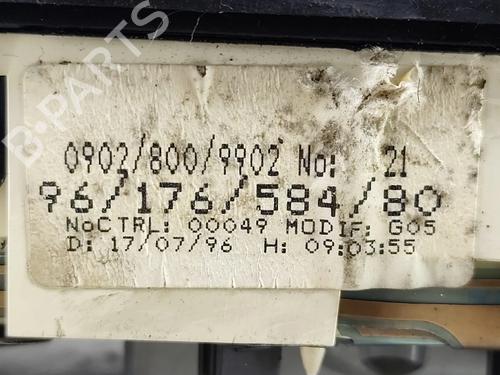 B-PARTS
0902/800/9902 No: 21
96/176/584/80
NoCTRL: 00049 MODIF: G05
D: 17/07/96 H: 09:03:55